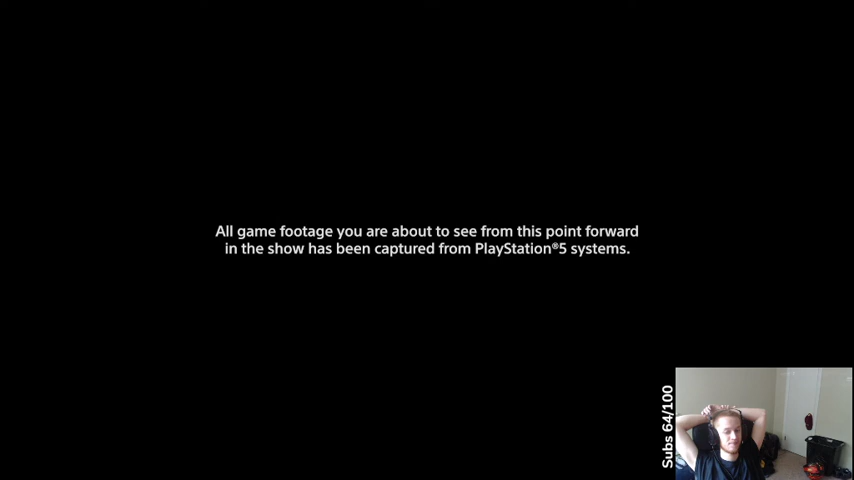 All game footage you are about to see from this point forward
in the show has been captured from PlayStation®5 systems.
Subs 64/100